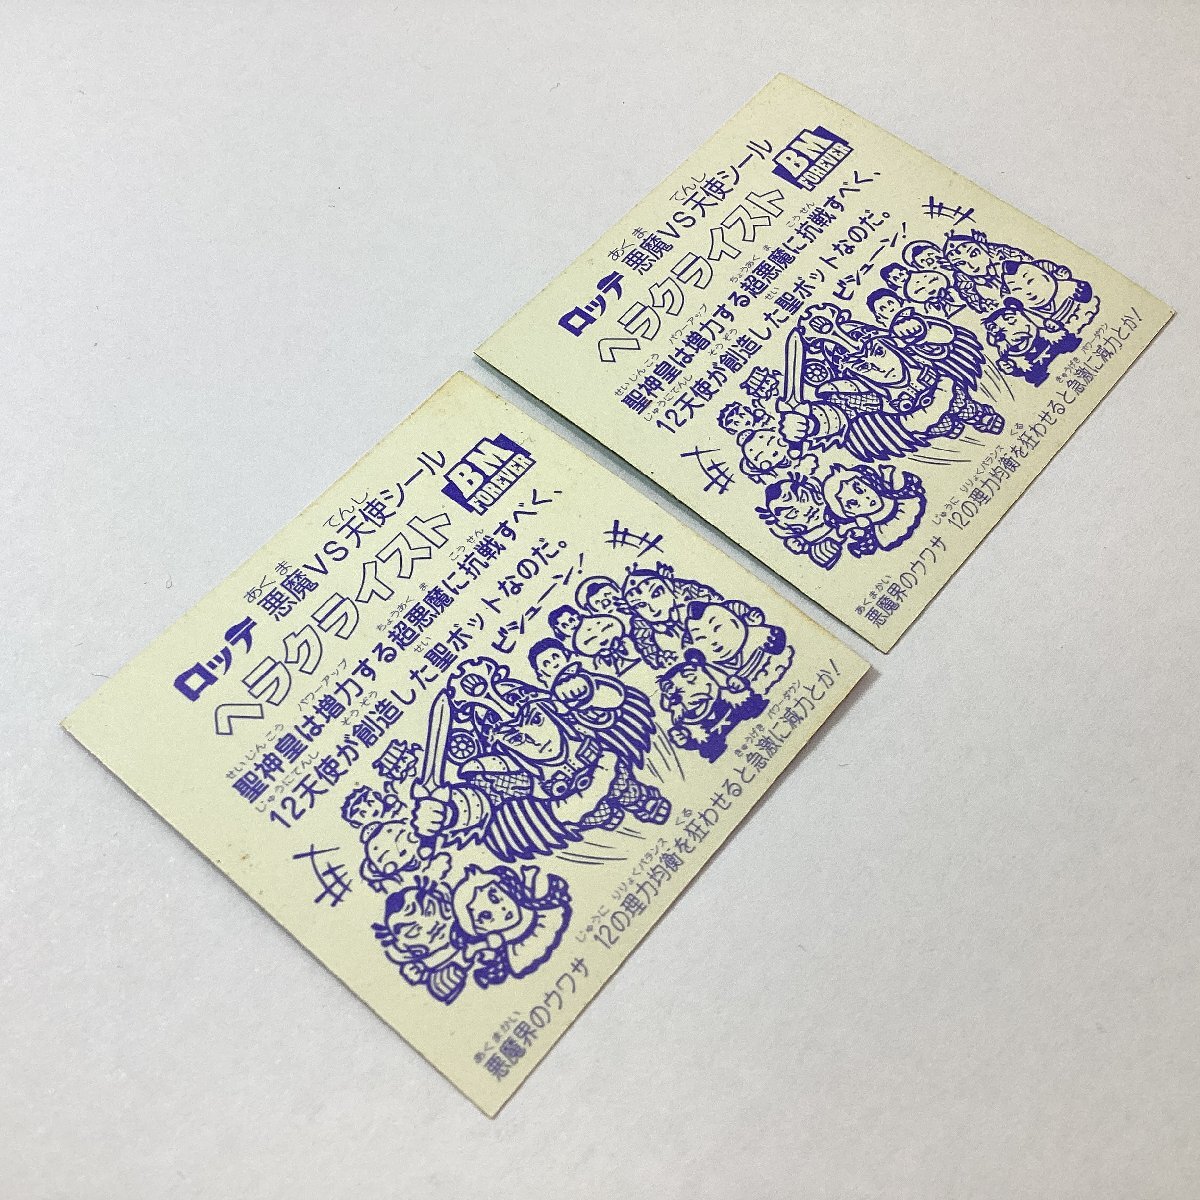 ロッテ 悪魔VS天使シール
あくま てんし
BM
FOREVER
ヘラクライスト
せいじんこう パワーアップ ちょうあくま こうせん
聖神皇は増力する超悪魔に抗戦すべく、
じゅうにてんし そうぞう せい
12天使が創造した聖ボットなのだ。
ビシューン!
あくまかい じゅうに りりょくバランス くる きゅうげき パワーダウン
悪魔界のウワサ 12の理力均衡を狂わせると急激に減力とか!
ロッテ 悪魔VS天使シール
あくま てんし
BM
FOREVER
ヘラクライスト
せいじんこう パワーアップ ちょうあくま こうせん
聖神皇は増力する超悪魔に抗戦すべく、
じゅうにてんし そうぞう せい
12天使が創造した聖ボットなのだ。
ビシューン!
あくまかい じゅうに りりょくバランス くる きゅうげき パワーダウン
悪魔界のウワサ 12の理力均衡を狂わせると急激に減力とか!